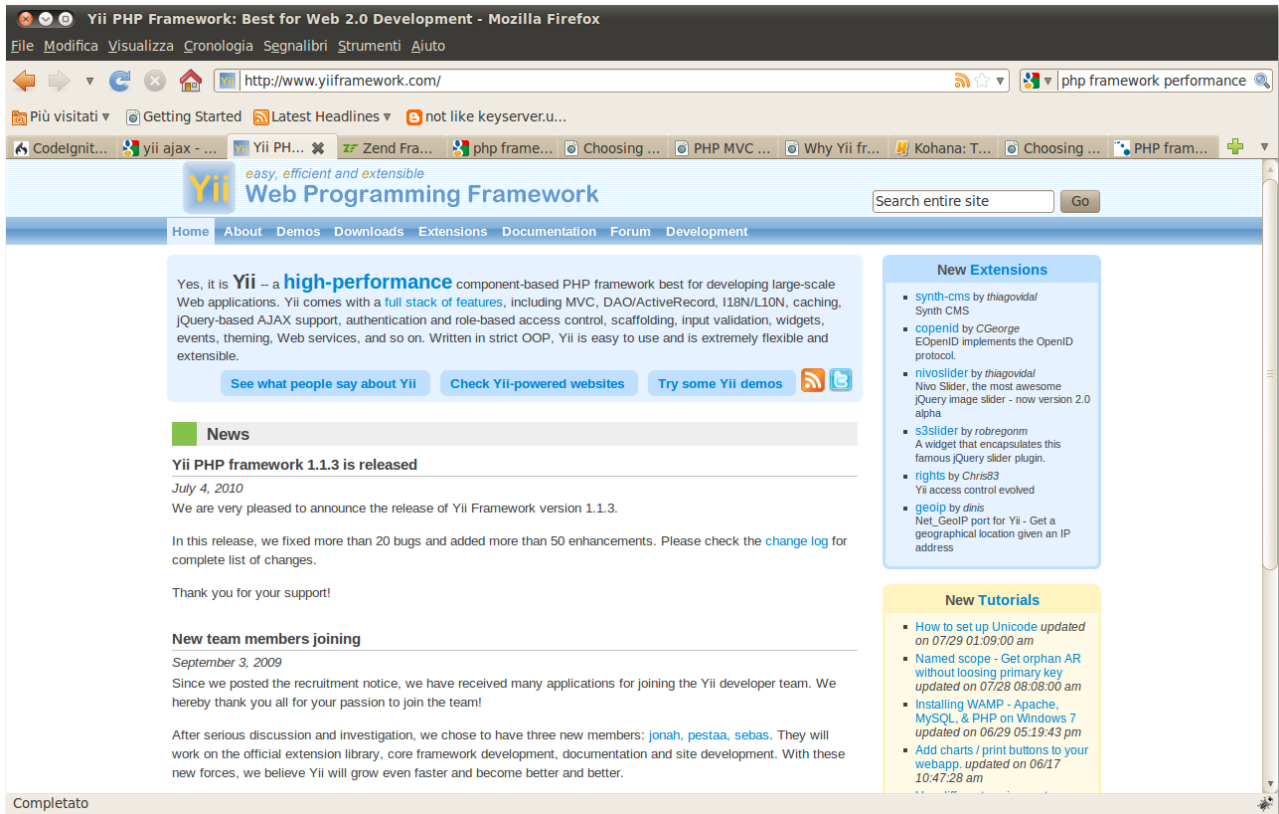 Yii PHP Framework: Best for Web 2.0 Development - Mozilla Firefox
File Modifica Visualizza Cronologia Segnalibri Strumenti Aiuto
http://www.yiiframework.com/
php framework performance
Più visitati
Getting Started
Latest Headlines
not like keyserver.u...
CodeIgnit...
yii ajax - ...
Yii PH...
Zend Fra...
php frame...
Choosing ...
PHP MVC ...
Why Yii fr...
Kohana: T...
Choosing ...
PHP fram...
Yii
easy, efficient and extensible
Web Programming Framework
Search entire site
Go
Home About Demos Downloads Extensions Documentation Forum Development
Yes, it is Yii -- a high-performance component-based PHP framework best for developing large-scale
Web applications. Yii comes with a full stack of features, including MVC, DAO/ActiveRecord, I18N/L10N, caching,
jQuery-based AJAX support, authentication and role-based access control, scaffolding, input validation, widgets,
events, theming, Web services, and so on. Written in strict OOP, Yii is easy to use and is extremely flexible and
extensible.
See what people say about Yii
Check Yii-powered websites
Try some Yii demos
News
Yii PHP framework 1.1.3 is released
July 4, 2010
We are very pleased to announce the release of Yii Framework version 1.1.3.
In this release, we fixed more than 20 bugs and added more than 50 enhancements. Please check the change log for
complete list of changes.
Thank you for your support!
New team members joining
September 3, 2009
Since we posted the recruitment notice, we have received many applications for joining the Yii developer team. We
hereby thank you all for your passion to join the team!
After serious discussion and investigation, we chose to have three new members: jonah, pestaa, sebas. They will
work on the official extension library, core framework development, documentation and site development. With these
new forces, we believe Yii will grow even faster and become better and better.
New Extensions
synth-cms by thiagovidal
Synth CMS
copenid by CGeorge
EOpenID implements the OpenID
protocol.
nivoslider by thiagovidal
Nivo Slider, the most awesome
jQuery image slider - now version 2.0
alpha
s3slider by robregonm
A widget that encapsulates this
famous jQuery slider plugin.
rights by Chris83
Yii access control evolved
geoip by dinis
Net_GeoIP port for Yii - Get a
geographical location given an IP
address
New Tutorials
How to set up Unicode updated
on 07/29 01:09:00 am
Named scope - Get orphan AR
without loosing primary key
updated on 07/28 08:08:00 am
Installing WAMP - Apache,
MySQL, & PHP on Windows 7
updated on 06/29 05:19:43 pm
Add charts / print buttons to your
webapp. updated on 06/17
10:47:28 am
Completato